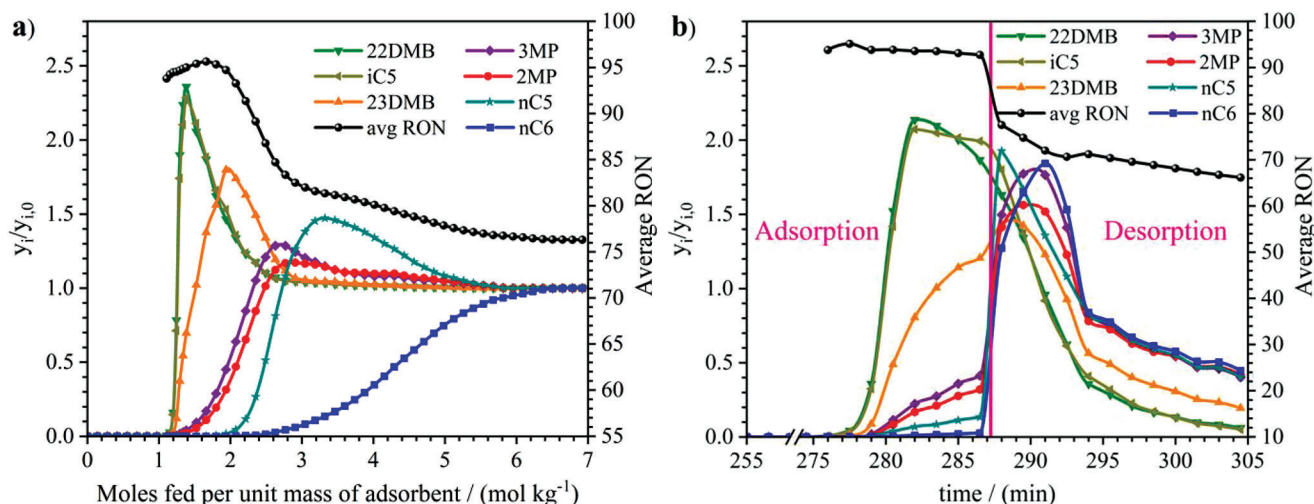 a)
22DMB
3MP
iC5
2MP
23DMB
nC5
avg RON
nC6
y_i/y_{i,0}
2.5
2.0
1.5
1.0
0.5
0.0
0 1 2 3 4 5 6 7
Moles fed per unit mass of adsorbent / (mol kg⁻¹)
100
95
90
85
80
75
70
65
60
55
Average RON
b)
22DMB
3MP
iC5
2MP
23DMB
nC5
avg RON
nC6
Adsorption
Desorption
y_i/y_{i,0}
2.5
2.0
1.5
1.0
0.5
0.0
255 275 280 285 290 295 300 305
time / (min)
100
90
80
70
60
50
40
30
20
10
Average RON